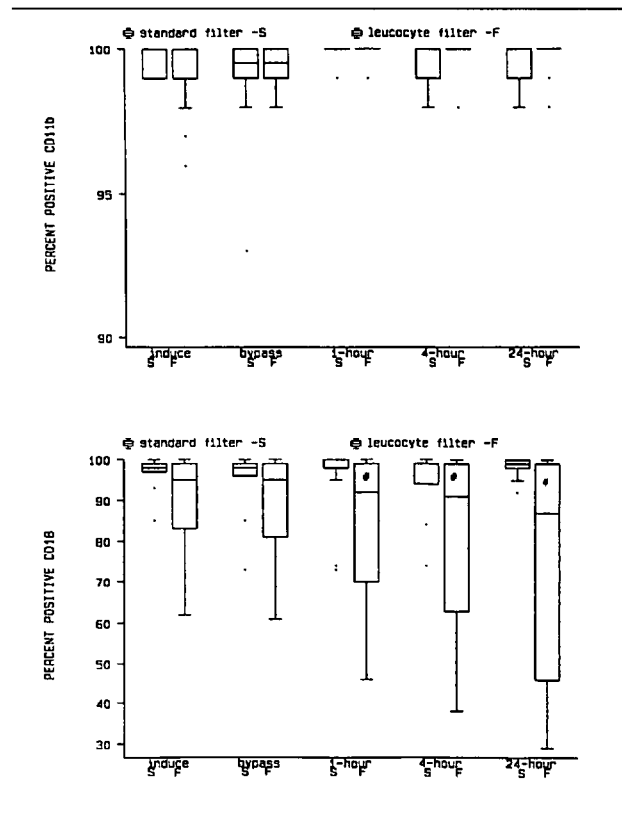 standard filter -S leucocyte filter -F
100
95
90
PERCENT POSITIVE CD11b
induce bypass 1-hour 4-hour 24-hour
S F S F S F S F S F
standard filter -S leucocyte filter -F
100
90
80
70
60
50
40
30
PERCENT POSITIVE CD18
# # #
induce bypass 1-hour 4-hour 24-hour
S F S F S F S F S F